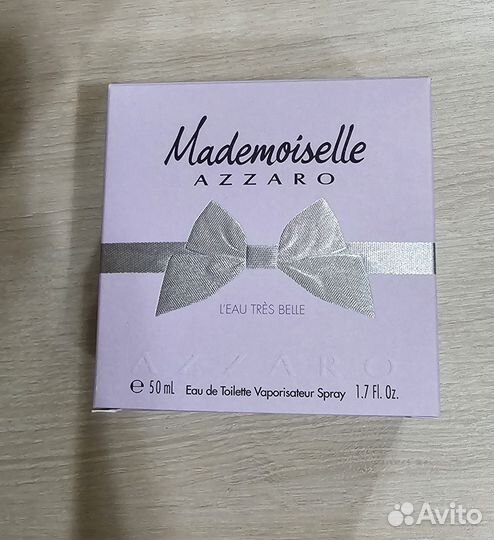 Mademoiselle
AZZARO
L'EAU TRÈS BELLE
AZZARO
e 50 mL Eau de Toilette Vaporisateur Spray 1.7 Fl. Oz.
Avito